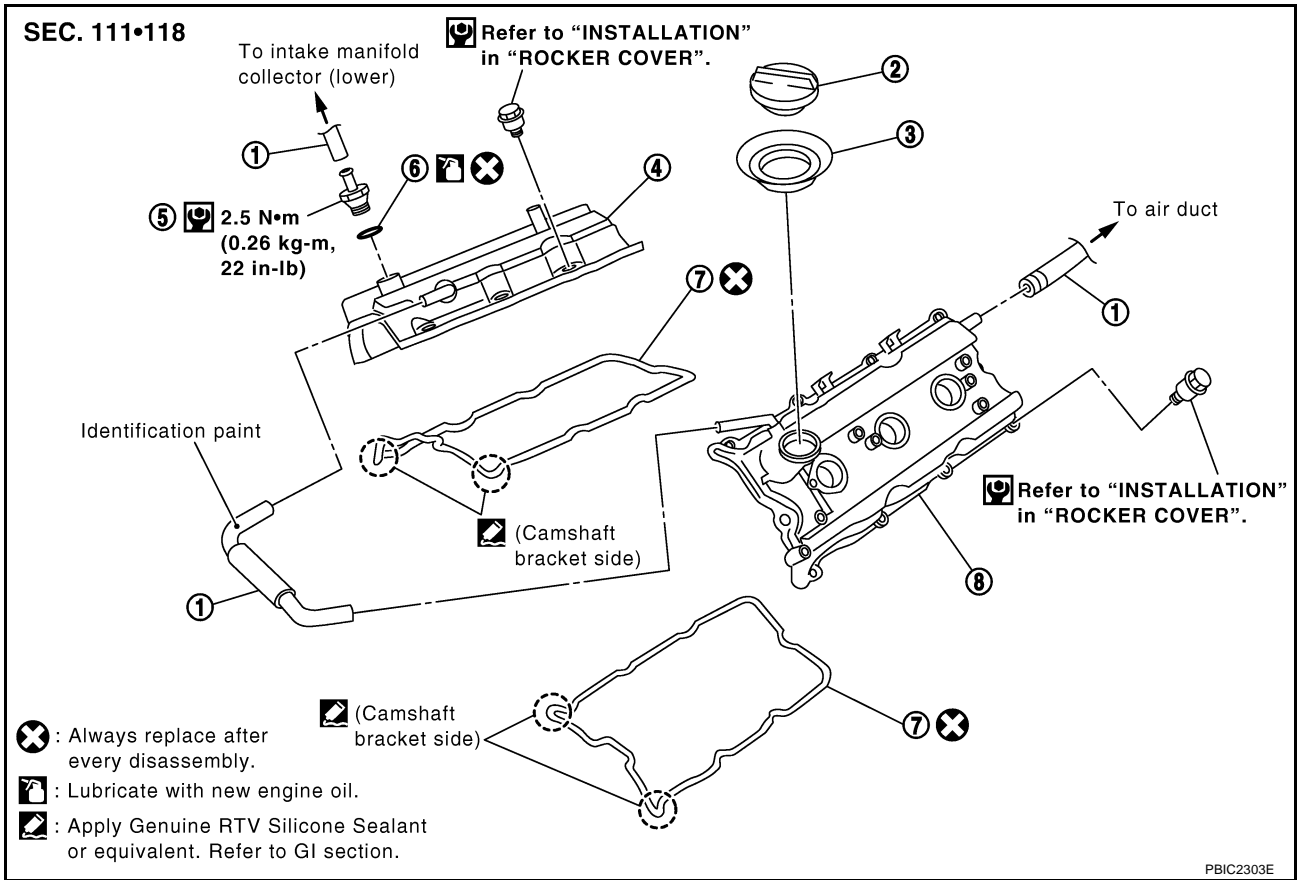 SEC. 111•118
To intake manifold
collector (lower)
Refer to “INSTALLATION”
in “ROCKER COVER”.
2
3
1
6
4
5
2.5 N•m
(0.26 kg-m,
22 in-lb)
To air duct
7
1
Identification paint
Refer to “INSTALLATION”
in “ROCKER COVER”.
(Camshaft
bracket side)
8
1
(Camshaft
bracket side)
7
: Always replace after
every disassembly.
: Lubricate with new engine oil.
: Apply Genuine RTV Silicone Sealant
or equivalent. Refer to GI section.
PBIC2303E